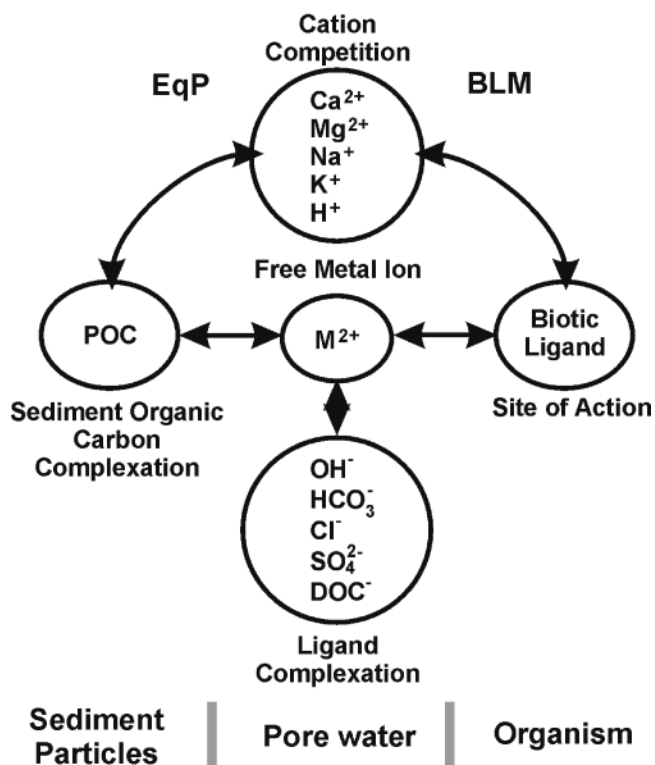 Cation
Competition
EqP
BLM
Ca²⁺
Mg²⁺
Na⁺
K⁺
H⁺
Free Metal Ion
POC
M²⁺
Biotic
Ligand
Sediment Organic
Carbon
Complexation
Site of Action
OH⁻
HCO₃⁻
Cl⁻
SO₄²⁻
DOC⁻
Ligand
Complexation
Sediment
Particles
Pore water
Organism